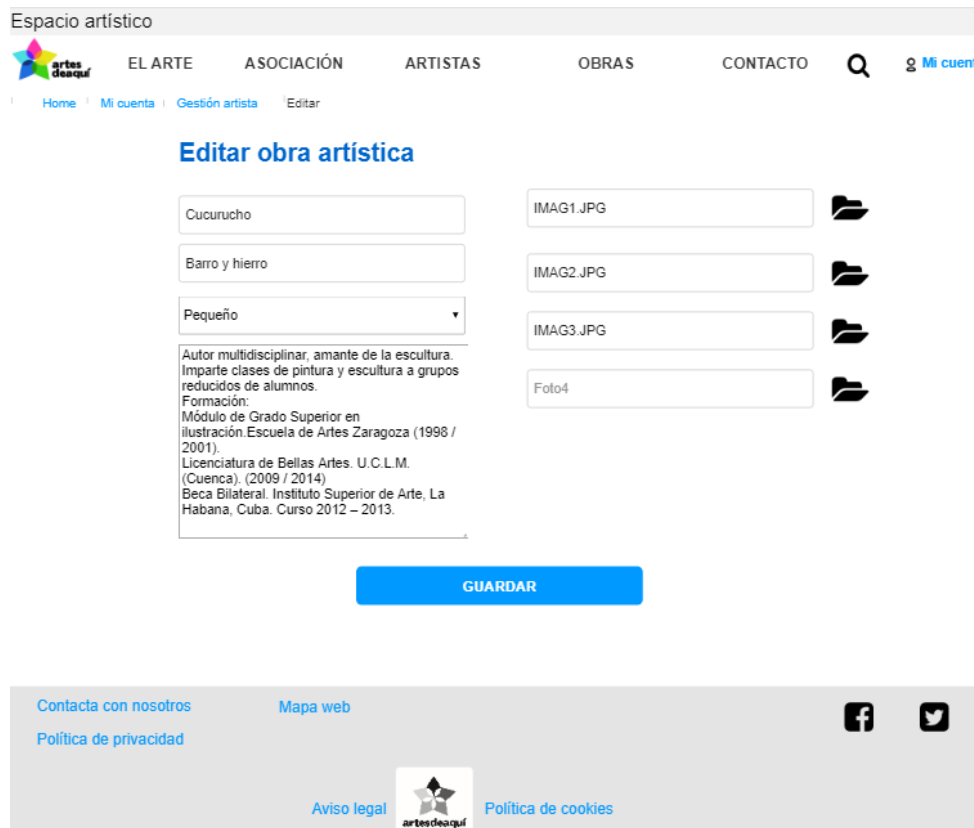 Espacio artístico
artes deaquí
EL ARTE ASOCIACIÓN ARTISTAS OBRAS CONTACTO Mi cuent
Home Mi cuenta Gestión artista Editar
Editar obra artística
Cucurucho
Barro y hierro
Pequeño
Autor multidisciplinar, amante de la escultura.
Imparte clases de pintura y escultura a grupos
reducidos de alumnos.
Formación:
Módulo de Grado Superior en
ilustración.Escuela de Artes Zaragoza (1998 /
2001).
Licenciatura de Bellas Artes. U.C.L.M.
(Cuenca). (2009 / 2014)
Beca Bilateral. Instituto Superior de Arte, La
Habana, Cuba. Curso 2012 – 2013.
IMAG1.JPG
IMAG2.JPG
IMAG3.JPG
Foto4
GUARDAR
Contacta con nosotros Mapa web
Política de privacidad
Aviso legal artesdeaquí Política de cookies